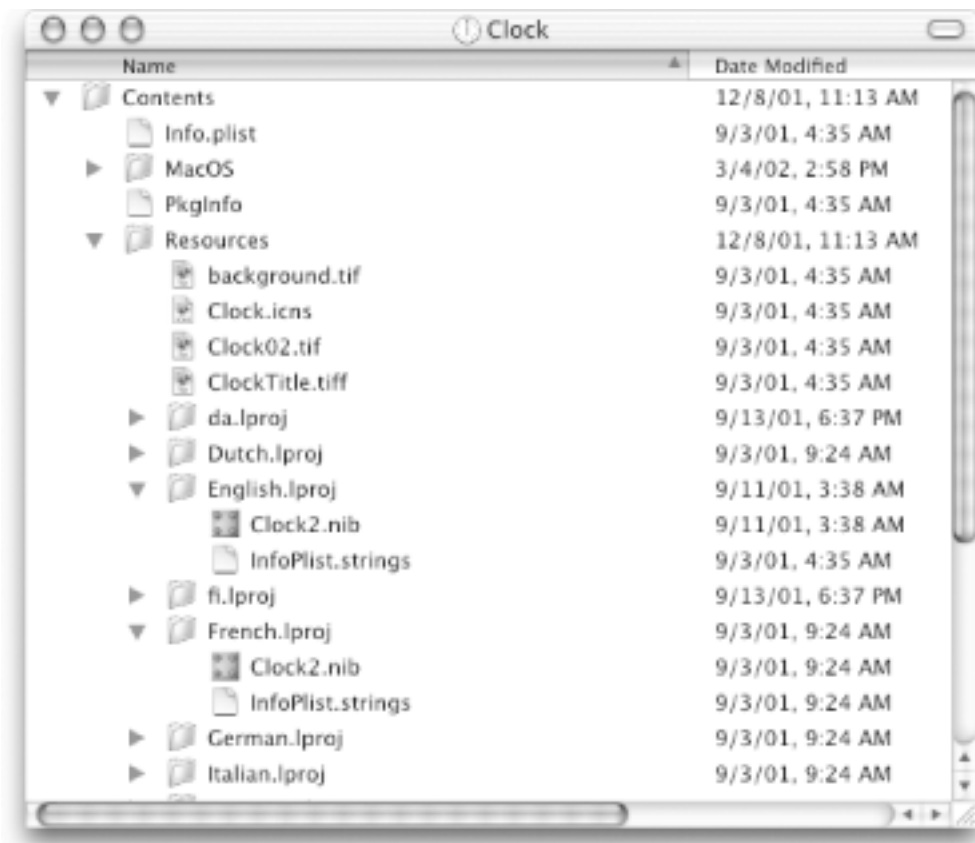 Clock
Name Date Modified
Contents 12/8/01, 11:13 AM
Info.plist 9/3/01, 4:35 AM
MacOS 3/4/02, 2:58 PM
PkgInfo 9/3/01, 4:35 AM
Resources 12/8/01, 11:13 AM
background.tif 9/3/01, 4:35 AM
Clock.icns 9/3/01, 4:35 AM
Clock02.tif 9/3/01, 4:35 AM
ClockTitle.tiff 9/3/01, 4:35 AM
da.lproj 9/13/01, 6:37 PM
Dutch.lproj 9/3/01, 9:24 AM
English.lproj 9/11/01, 3:38 AM
Clock2.nib 9/11/01, 3:38 AM
InfoPlist.strings 9/3/01, 4:35 AM
fi.lproj 9/13/01, 6:37 PM
French.lproj 9/3/01, 9:24 AM
Clock2.nib 9/3/01, 9:24 AM
InfoPlist.strings 9/3/01, 9:24 AM
German.lproj 9/3/01, 9:24 AM
Italian.lproj 9/3/01, 9:24 AM